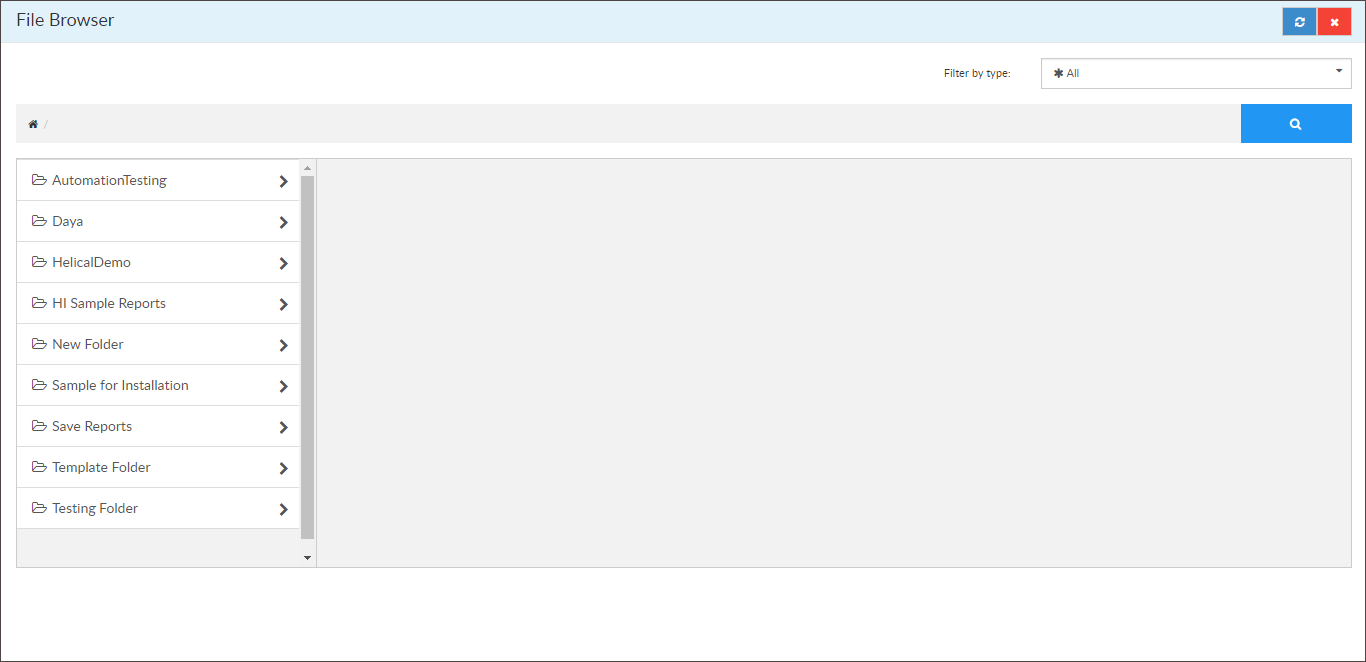 File Browser
Filter by type:
✱ All
/
AutomationTesting
Daya
HelicalDemo
HI Sample Reports
New Folder
Sample for Installation
Save Reports
Template Folder
Testing Folder